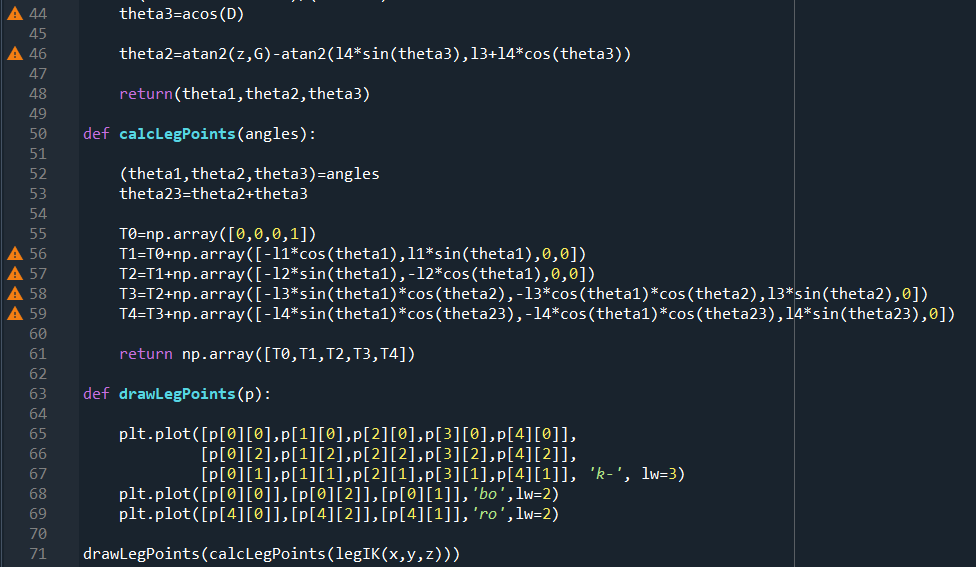 44 theta3=acos(D)
45
46 theta2=atan2(z,G)-atan2(l4*sin(theta3),l3+l4*cos(theta3))
47
48 return(theta1,theta2,theta3)
49
50 def calcLegPoints(angles):
51
52 (theta1,theta2,theta3)=angles
53 theta23=theta2+theta3
54
55 T0=np.array([0,0,0,1])
56 T1=T0+np.array([-l1*cos(theta1),l1*sin(theta1),0,0])
57 T2=T1+np.array([-l2*sin(theta1),-l2*cos(theta1),0,0])
58 T3=T2+np.array([-l3*sin(theta1)*cos(theta2),-l3*cos(theta1)*cos(theta2),l3*sin(theta2),0])
59 T4=T3+np.array([-l4*sin(theta1)*cos(theta23),-l4*cos(theta1)*cos(theta23),l4*sin(theta23),0])
60
61 return np.array([T0,T1,T2,T3,T4])
62
63 def drawLegPoints(p):
64
65 plt.plot([p[0][0],p[1][0],p[2][0],p[3][0],p[4][0]],
66 [p[0][2],p[1][2],p[2][2],p[3][2],p[4][2]],
67 [p[0][1],p[1][1],p[2][1],p[3][1],p[4][1]], 'k-', lw=3)
68 plt.plot([p[0][0]],[p[0][2]],[p[0][1]],'bo',lw=2)
69 plt.plot([p[4][0]],[p[4][2]],[p[4][1]],'ro',lw=2)
70
71 drawLegPoints(calcLegPoints(legIK(x,y,z)))